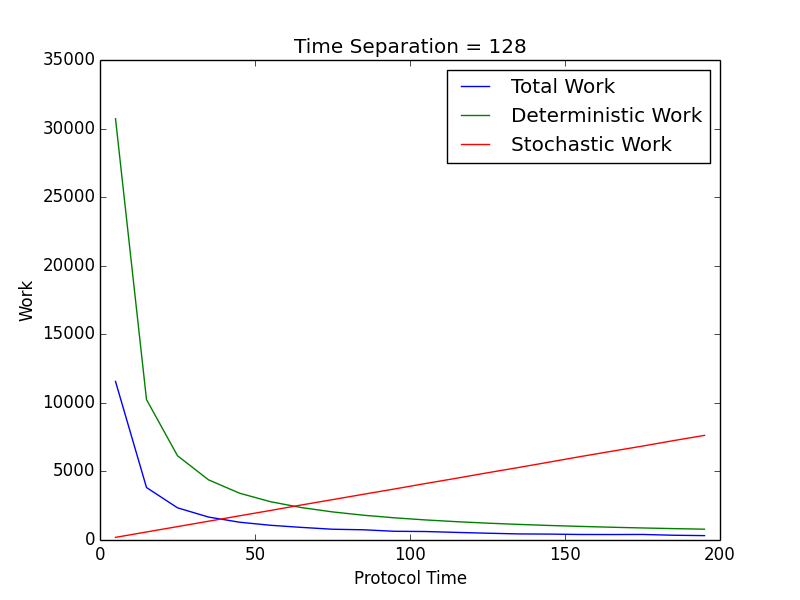 Time Separation = 128
Total Work
Deterministic Work
Stochastic Work
Work
35000
30000
25000
20000
15000
10000
5000
0
0 50 100 150 200
Protocol Time